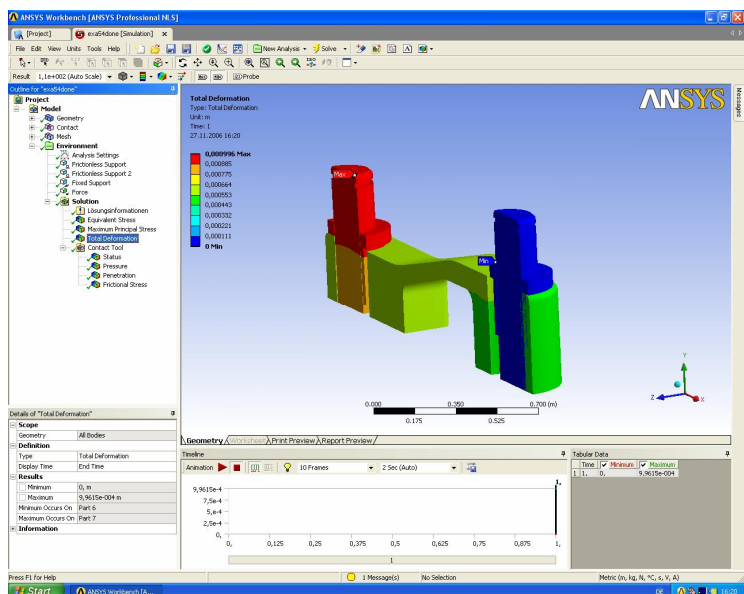 ANSYS Workbench [ANSYS Professional NLS]
[Project] exa54done [Simulation]
File Edit View Units Tools Help New Analysis Solve
Result 1,1e+002 (Auto Scale) Probe
Outline for "exa54done"
Project
Model
Geometry
Contact
Mesh
Environment
Analysis Settings
Frictionless Support
Frictionless Support 2
Fixed Support
Force
Solution
Lösungsinformationen
Equivalent Stress
Maximum Principal Stress
Total Deformation
Contact Tool
Status
Pressure
Penetration
Frictional Stress
Total Deformation
Type: Total Deformation
Unit: m
Time: 1
27.11.2006 16:20
0,000996 Max
0,000885
0,000775
0,000664
0,000553
0,000443
0,000332
0,000221
0,000111
0 Min
ANSYS
Max
Min
Y
Z
X
0.000 0.350 0.700 (m)
0.175 0.525
Messages
Geometry Worksheet Print Preview Report Preview
Details of "Total Deformation"
Scope
Geometry All Bodies
Definition
Type Total Deformation
Display Time End Time
Results
Minimum 0, m
Maximum 9,9615e-004 m
Minimum Occurs On Part 6
Maximum Occurs On Part 7
Information
Timeline
Animation 10 Frames 2 Sec (Auto)
1,
9,9615e-4
7,5e-4
5,e-4
2,5e-4
0,
0, 0,125 0,25 0,375 0,5 0,625 0,75 0,875 1,
1
Tabular Data
Time Minimum Maximum
1 1, 0, 9,9615e-004
Press F1 for Help 1 Message(s) No Selection Metric (m, kg, N, °C, s, V, A)
Start ANSYS Workbench [A... DE 16:20